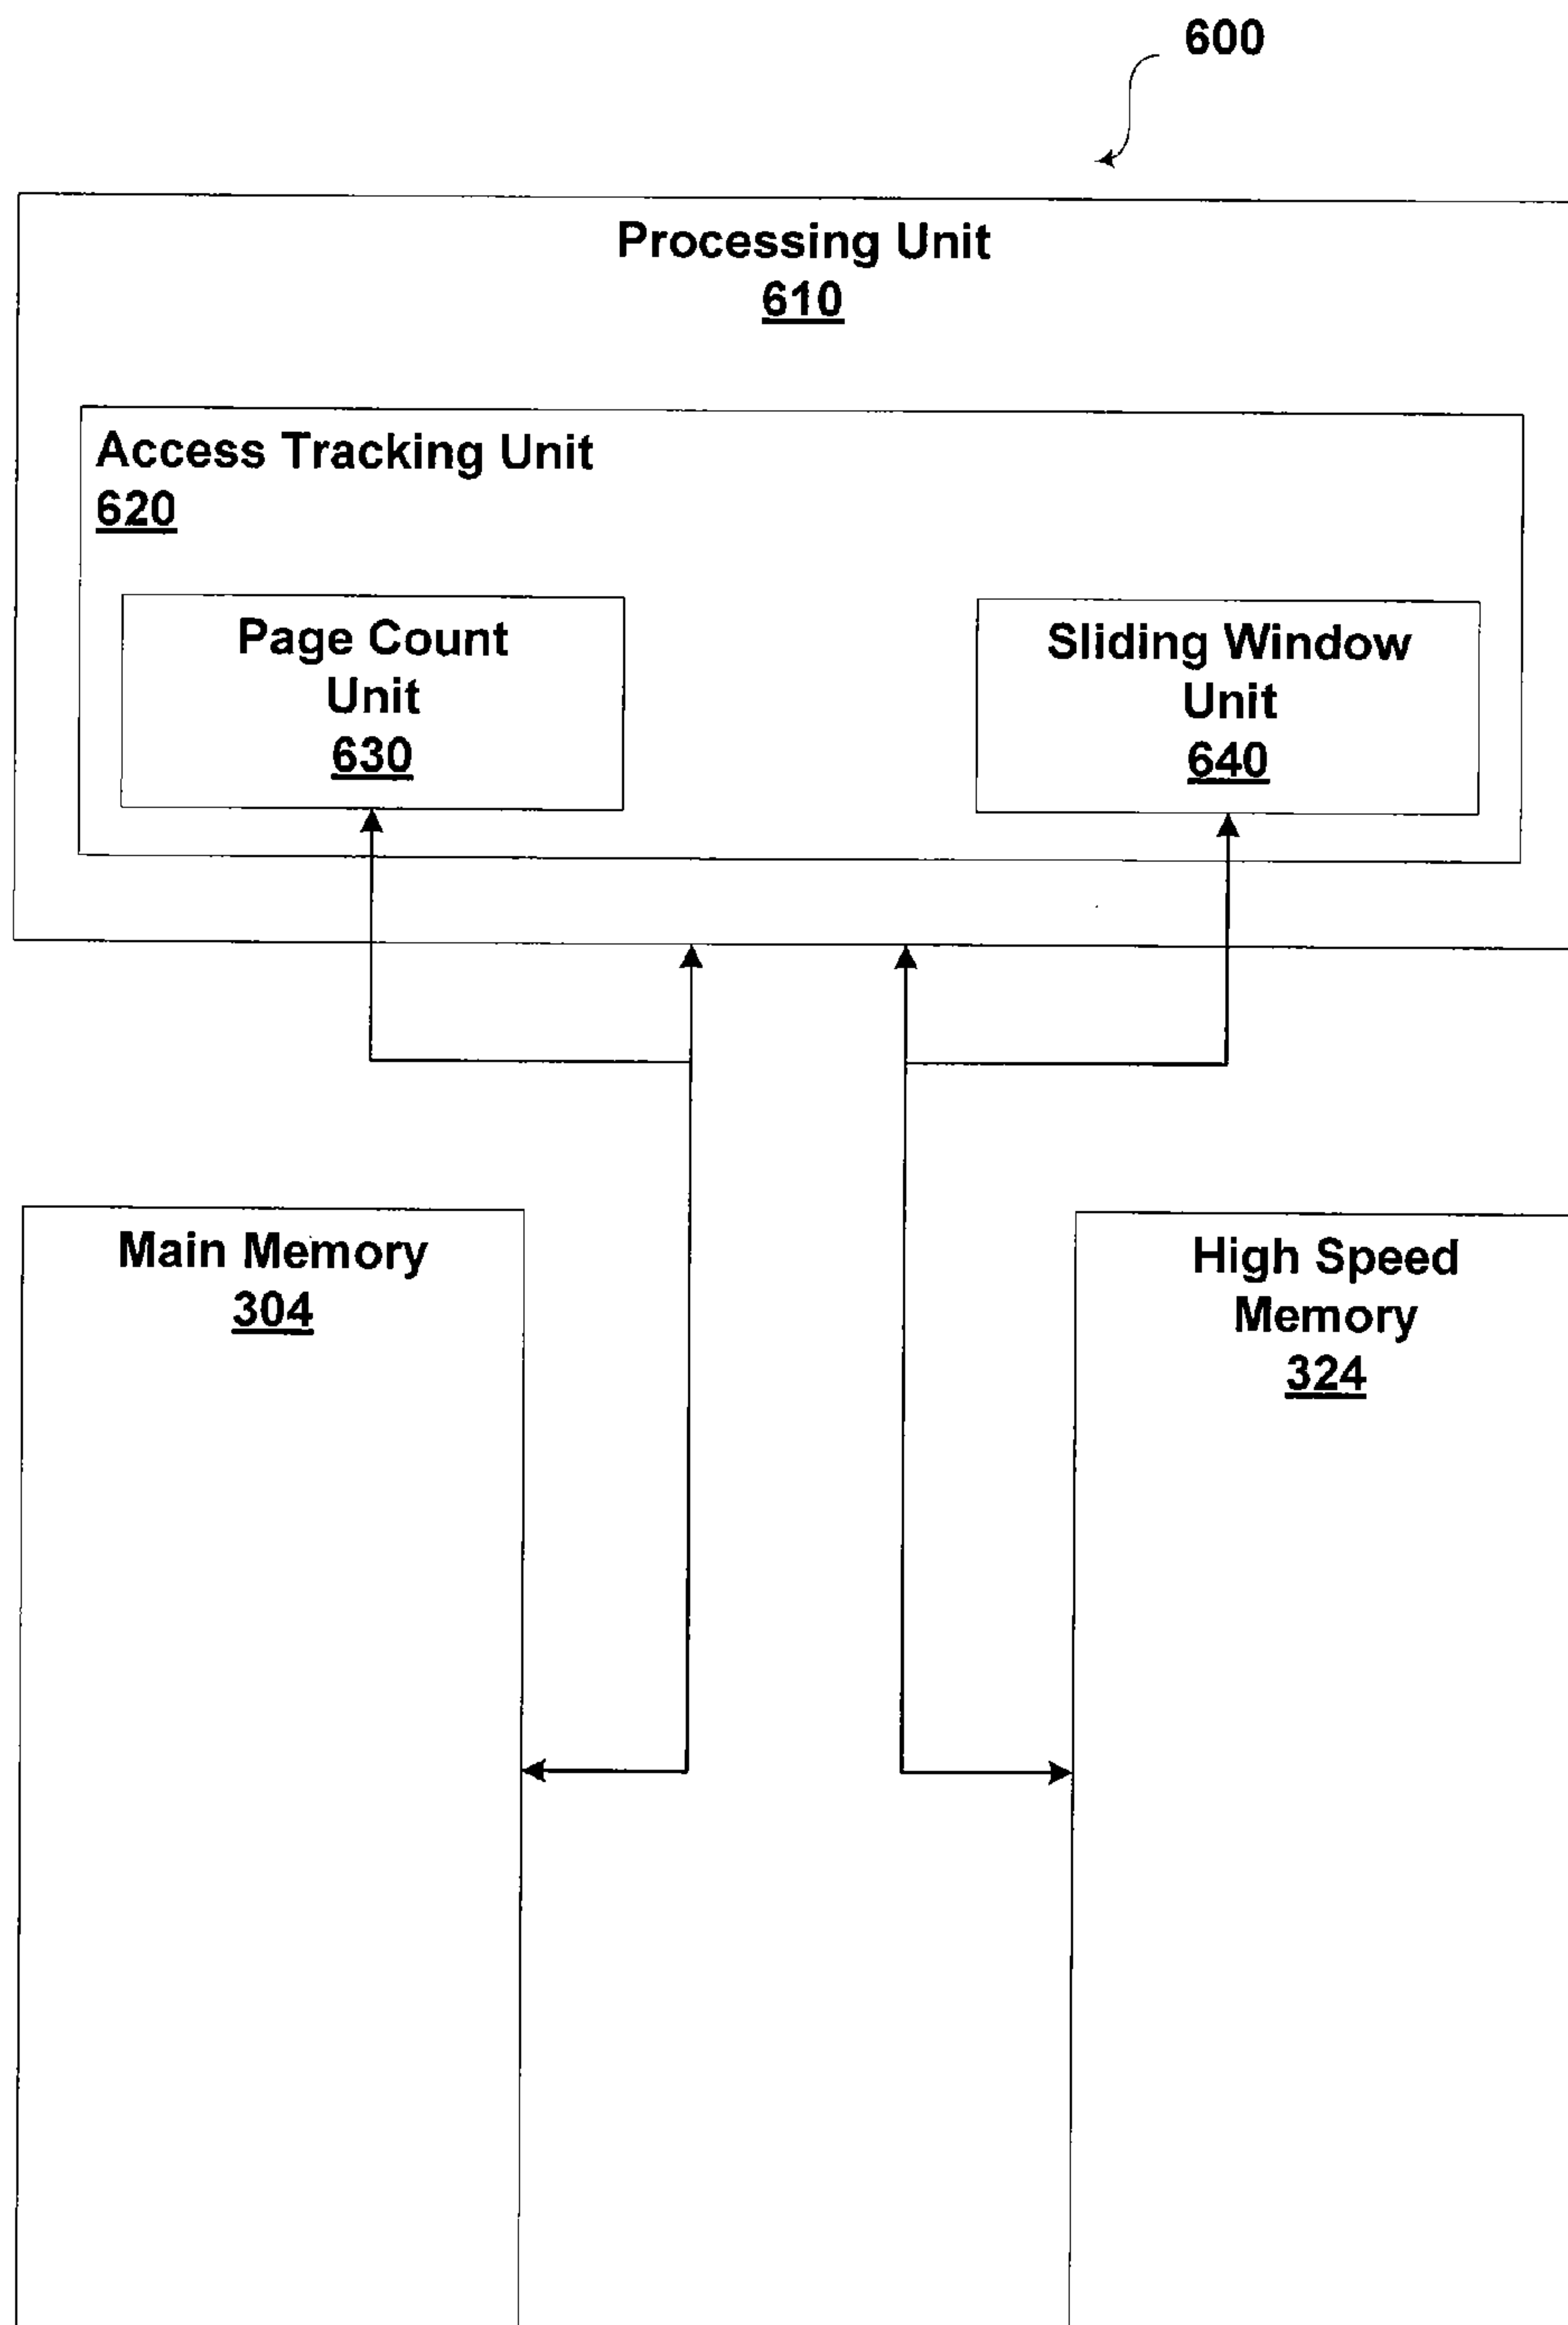 600
Processing Unit
610
Access Tracking Unit
620
Page Count
Unit
630
Sliding Window
Unit
640
Main Memory
304
High Speed
Memory
324